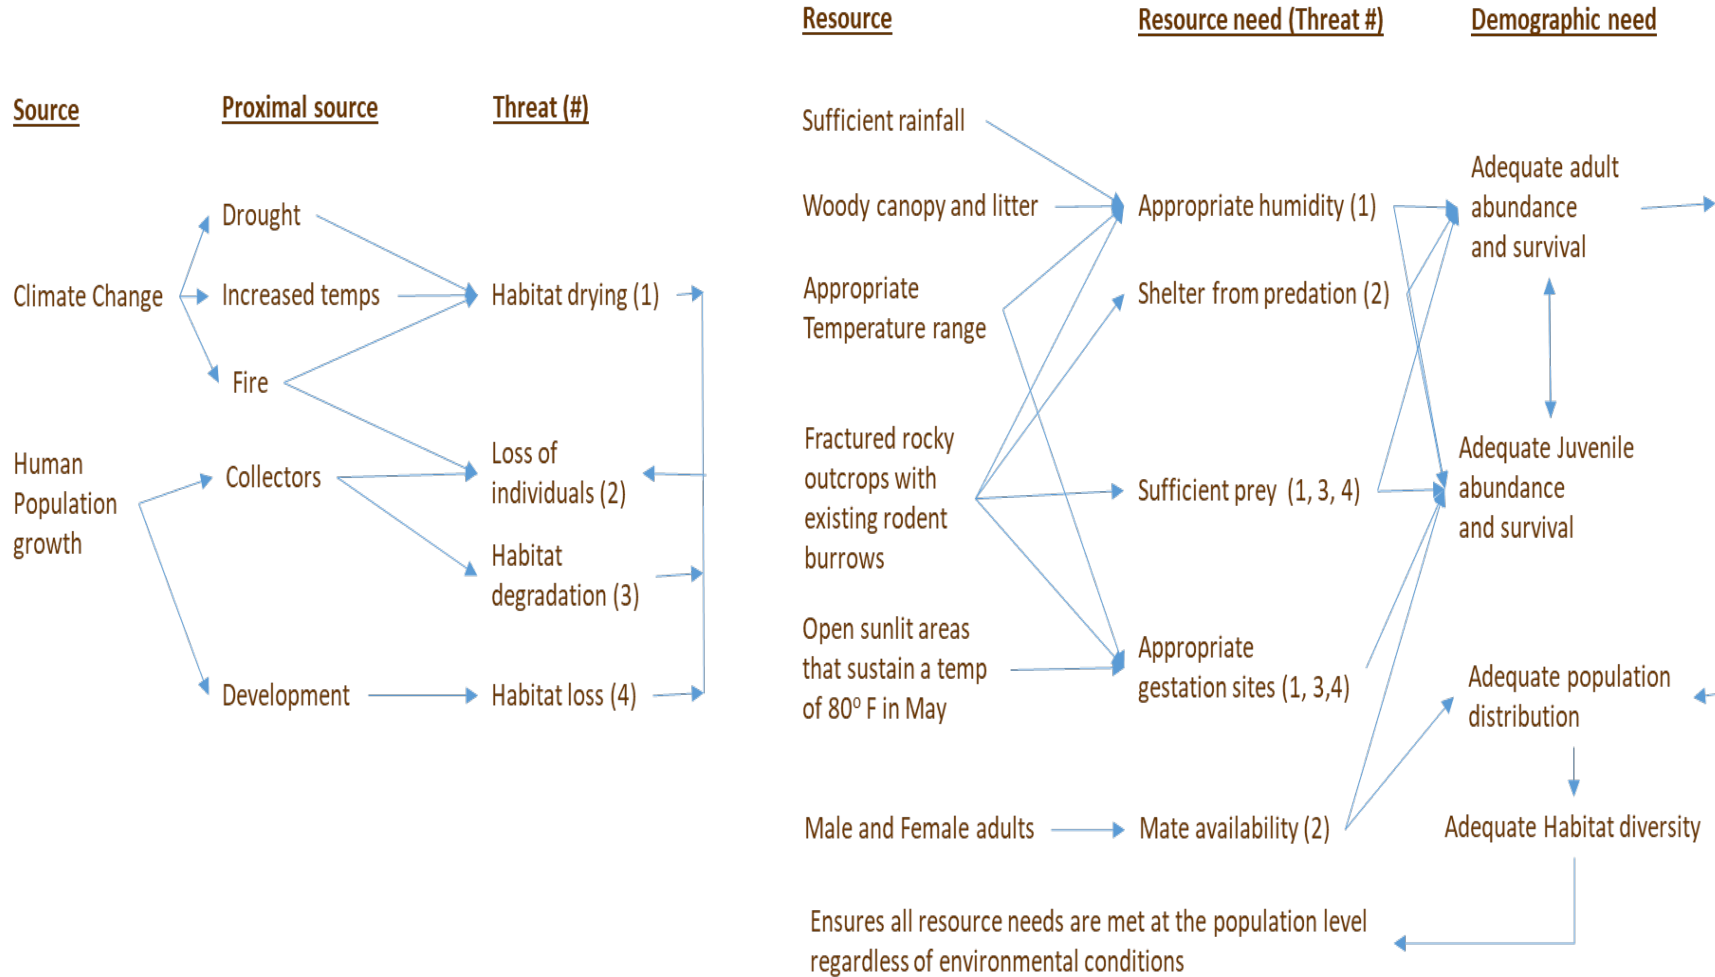 Source
Proximal source
Threat (#)
Climate Change
Drought
Increased temps
Fire
Habitat drying (1)
Human
Population
growth
Collectors
Development
Loss of
individuals (2)
Habitat
degradation (3)
Habitat loss (4)
Resource
Resource need (Threat #)
Demographic need
Sufficient rainfall
Woody canopy and litter
Appropriate
Temperature range
Fractured rocky
outcrops with
existing rodent
burrows
Open sunlit areas
that sustain a temp
of 80º F in May
Male and Female adults
Appropriate humidity (1)
Shelter from predation (2)
Sufficient prey (1, 3, 4)
Appropriate
gestation sites (1, 3,4)
Mate availability (2)
Adequate adult
abundance
and survival
Adequate Juvenile
abundance
and survival
Adequate population
distribution
Adequate Habitat diversity
Ensures all resource needs are met at the population level
regardless of environmental conditions